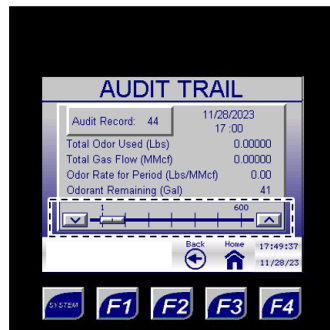 AUDIT TRAIL
Audit Record: 44
11/28/2023
17 :00
Total Odor Used (Lbs) 0.00000
Total Gas Flow (MMcf) 0.00000
Odor Rate for Period (Lbs/MMcf) 0.00
Odorant Remaining (Gal) 41
1 600
Back Home 17:49:37
11/28/23
SYSTEM F1 F2 F3 F4